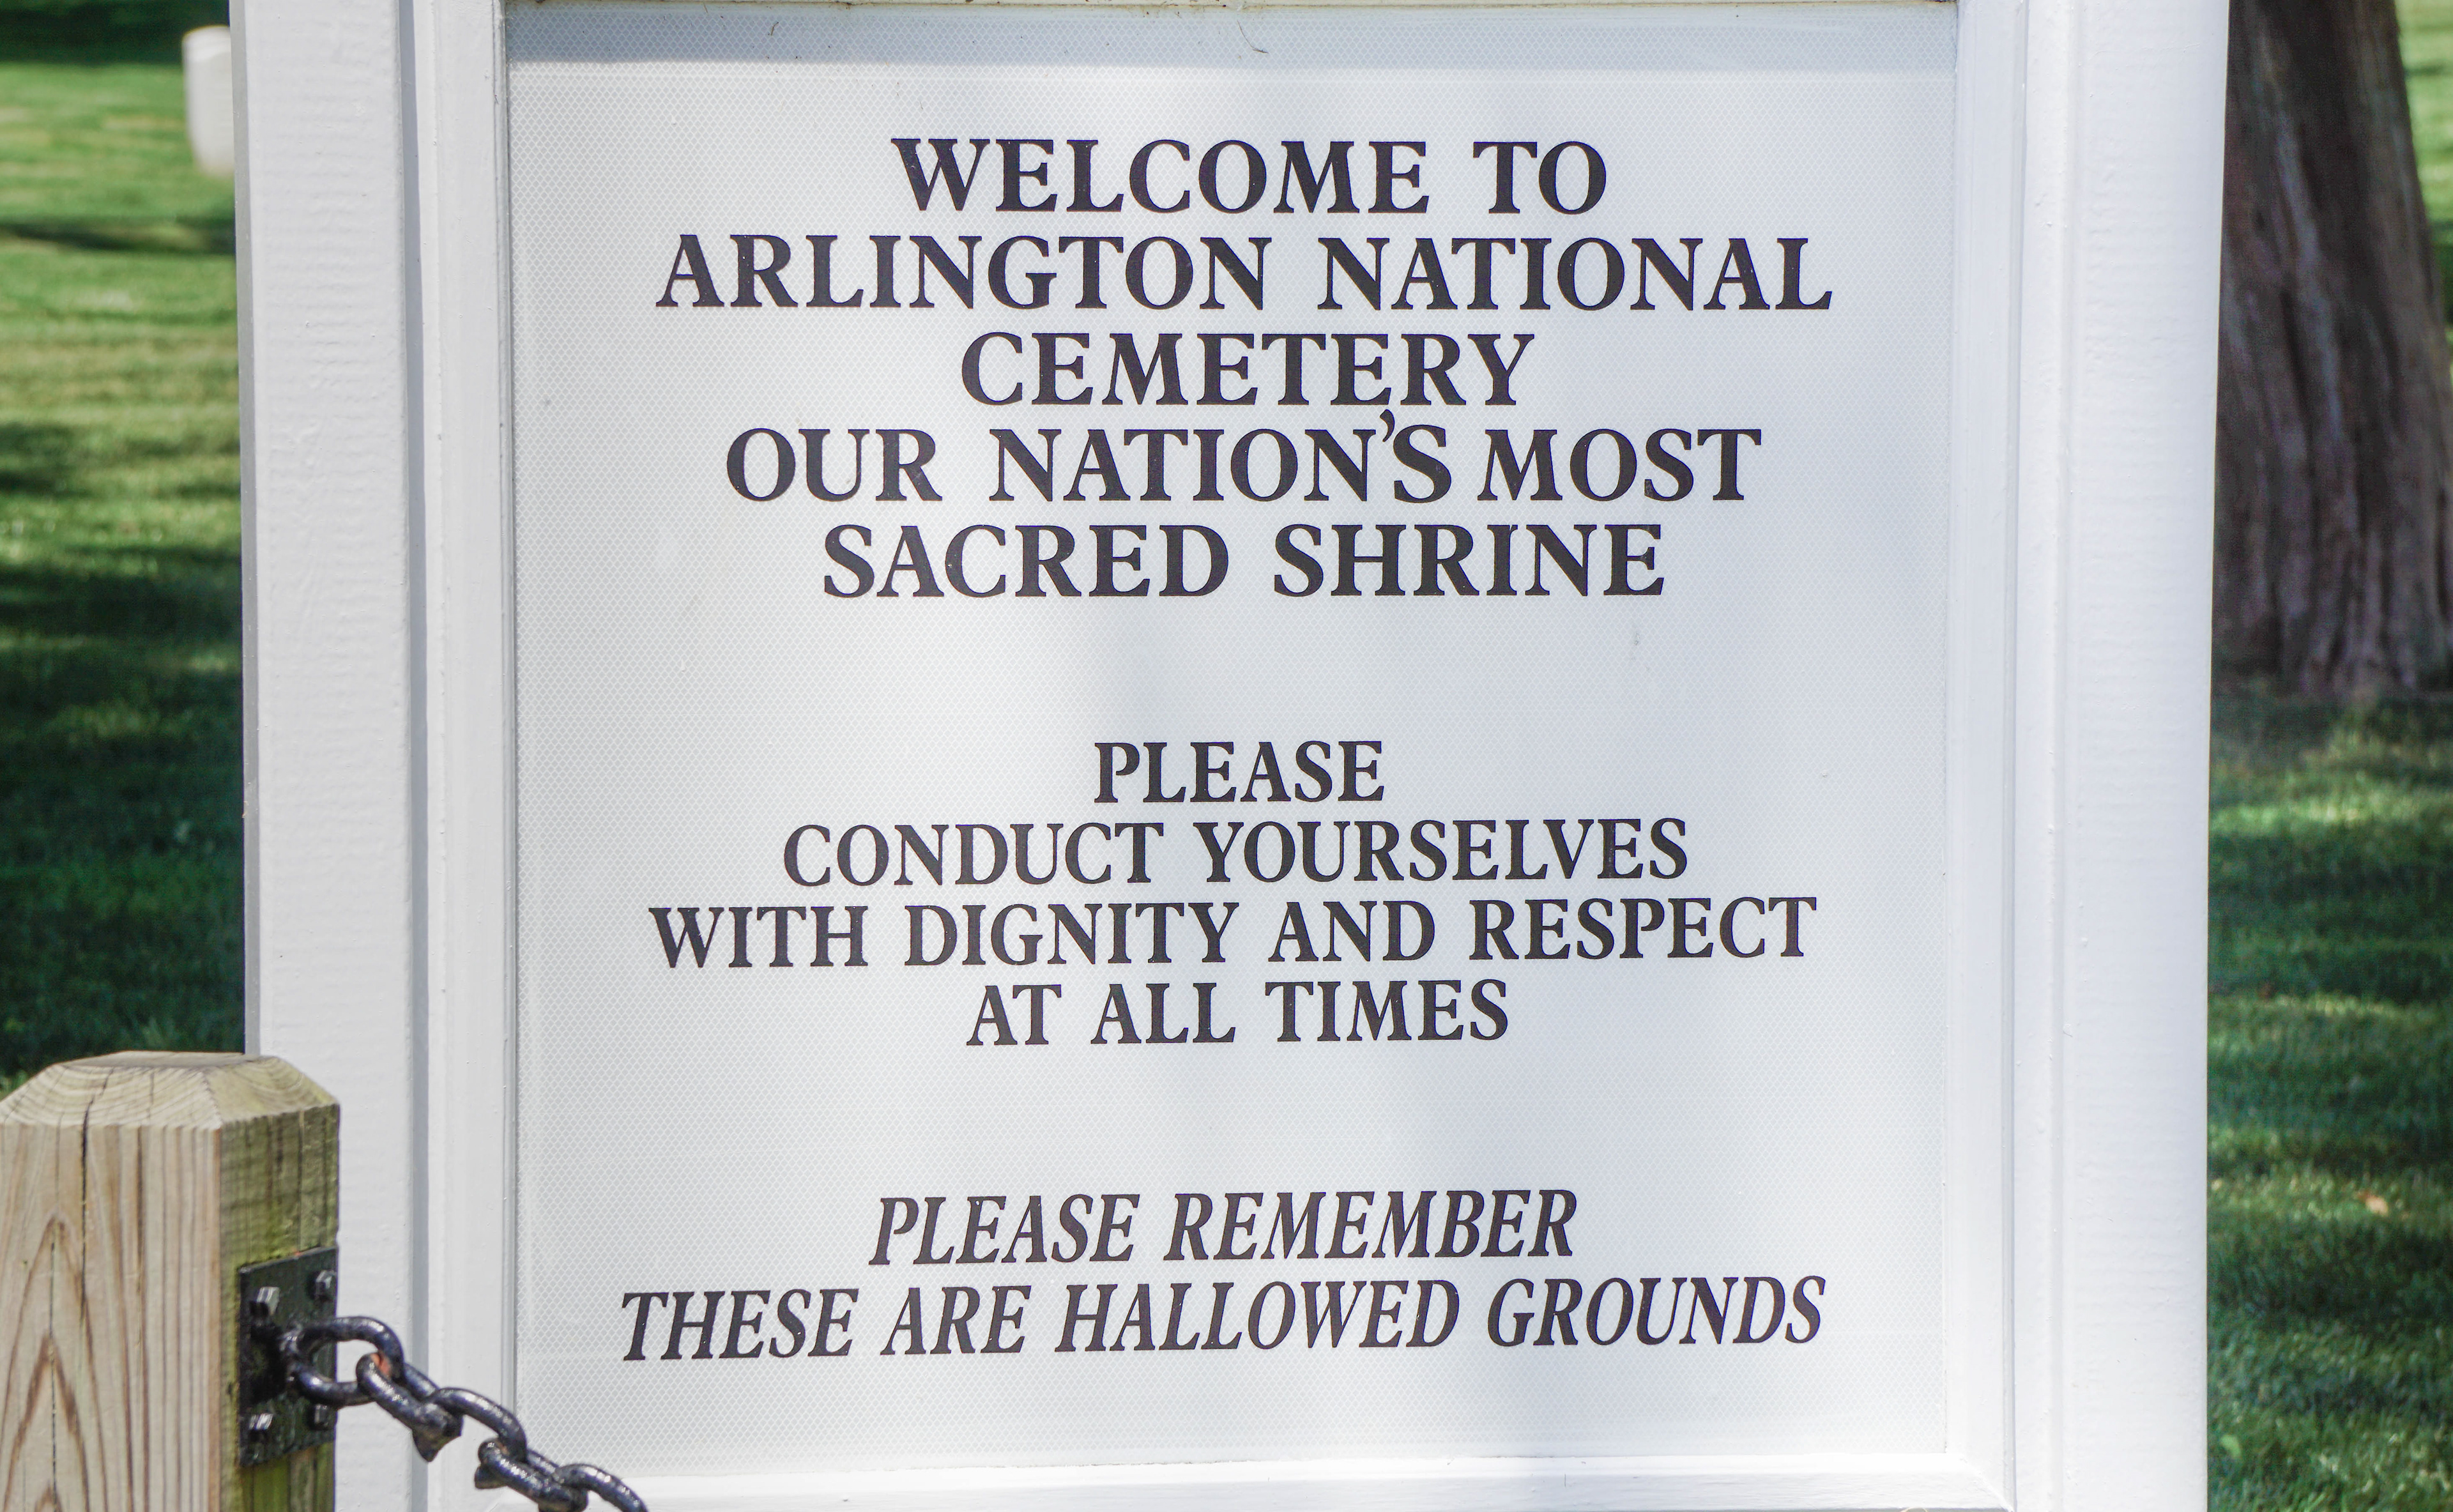 WELCOME TO
ARLINGTON NATIONAL
CEMETERY
OUR NATION'S MOST
SACRED SHRINE
PLEASE
CONDUCT YOURSELVES
WITH DIGNITY AND RESPECT
AT ALL TIMES
PLEASE REMEMBER
THESE ARE HALLOWED GROUNDS